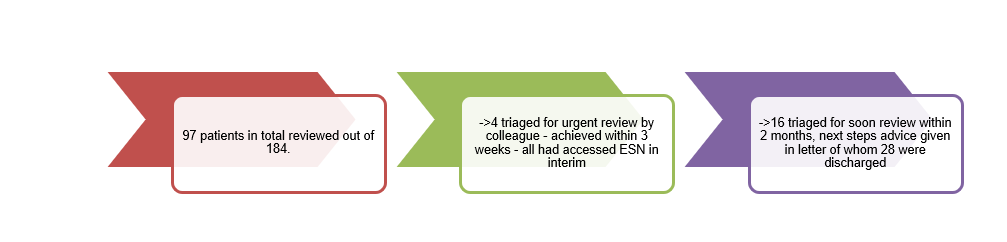 97 patients in total reviewed out of
184.
->4 triaged for urgent review by
colleague - achieved within 3
weeks - all had accessed ESN in
interim
->16 triaged for soon review within
2 months, next steps advice given
in letter of whom 28 were
discharged